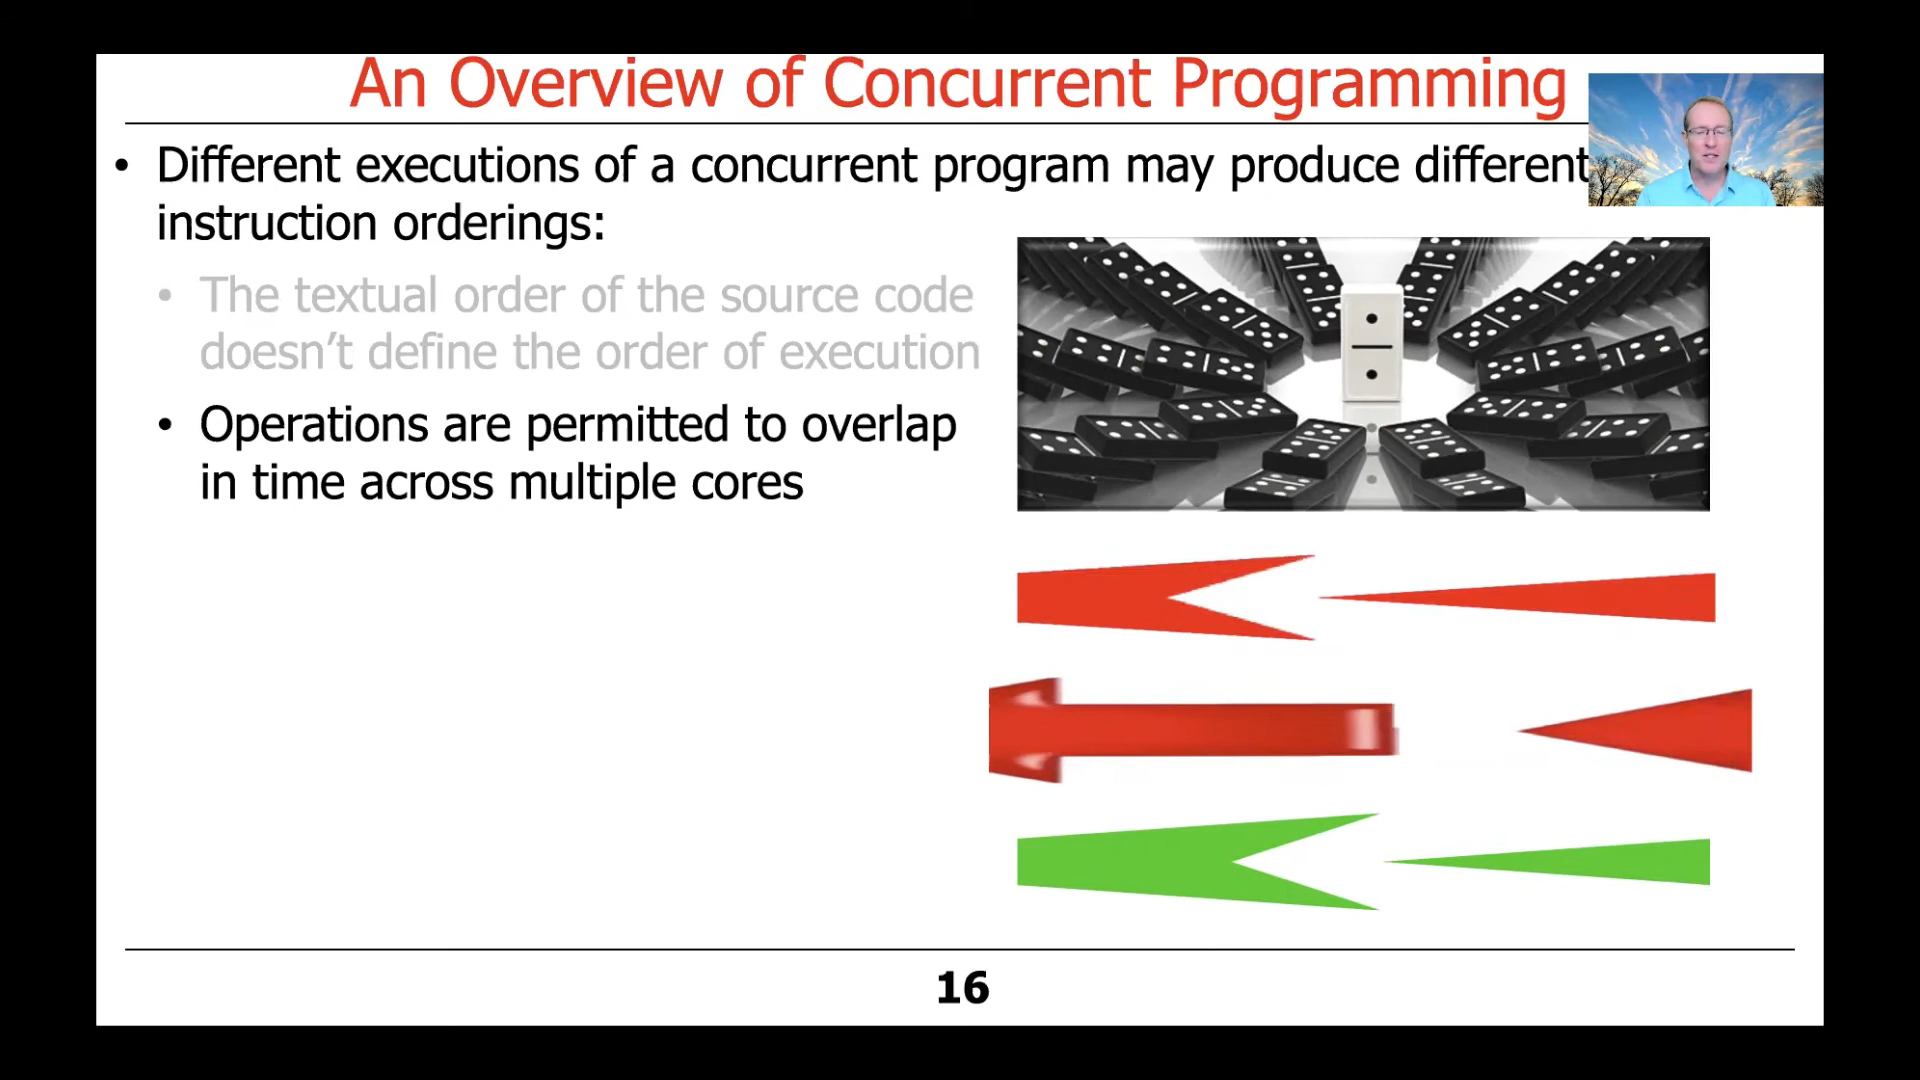 An Overview of Concurrent Programming
• Different executions of a concurrent program may produce different
instruction orderings:
• The textual order of the source code
doesn’t define the order of execution
• Operations are permitted to overlap
in time across multiple cores
16